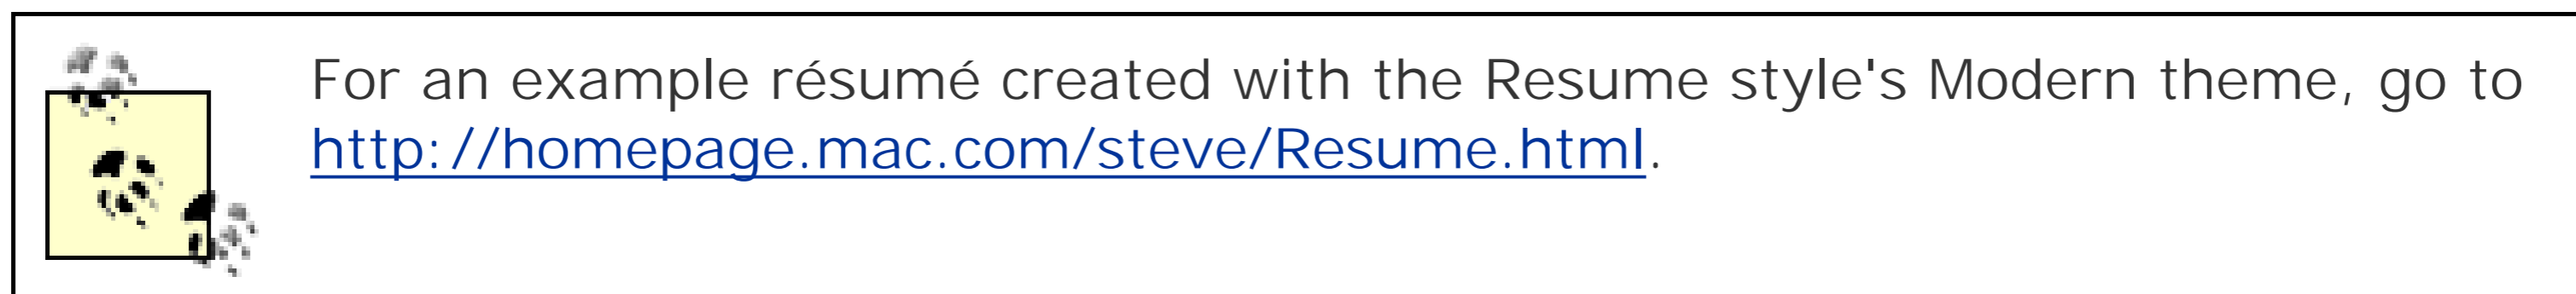 For an example résumé created with the Resume style's Modern theme, go to
http://homepage.mac.com/steve/Resume.html.